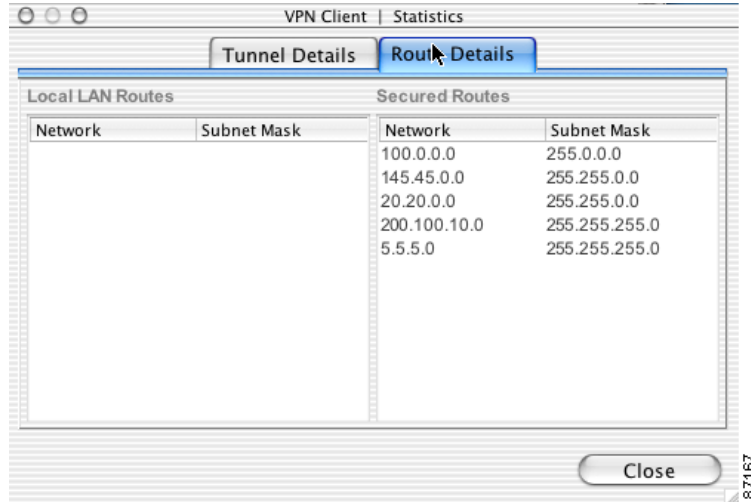 VPN Client | Statistics
Tunnel Details Route Details
Local LAN Routes Secured Routes
Network Subnet Mask Network Subnet Mask
100.0.0.0 255.0.0.0
145.45.0.0 255.255.0.0
20.20.0.0 255.255.0.0
200.100.10.0 255.255.255.0
5.5.5.0 255.255.255.0
Close
87167